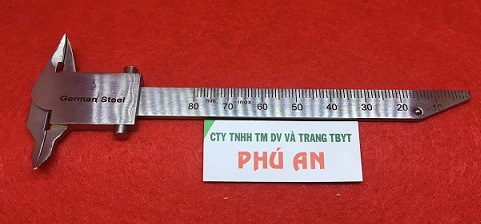 German Steel
80 mm 70 inox 60 50 40 30 20 10
CTY TNHH TM DV VÀ TRANG TBYT
PHÚ AN